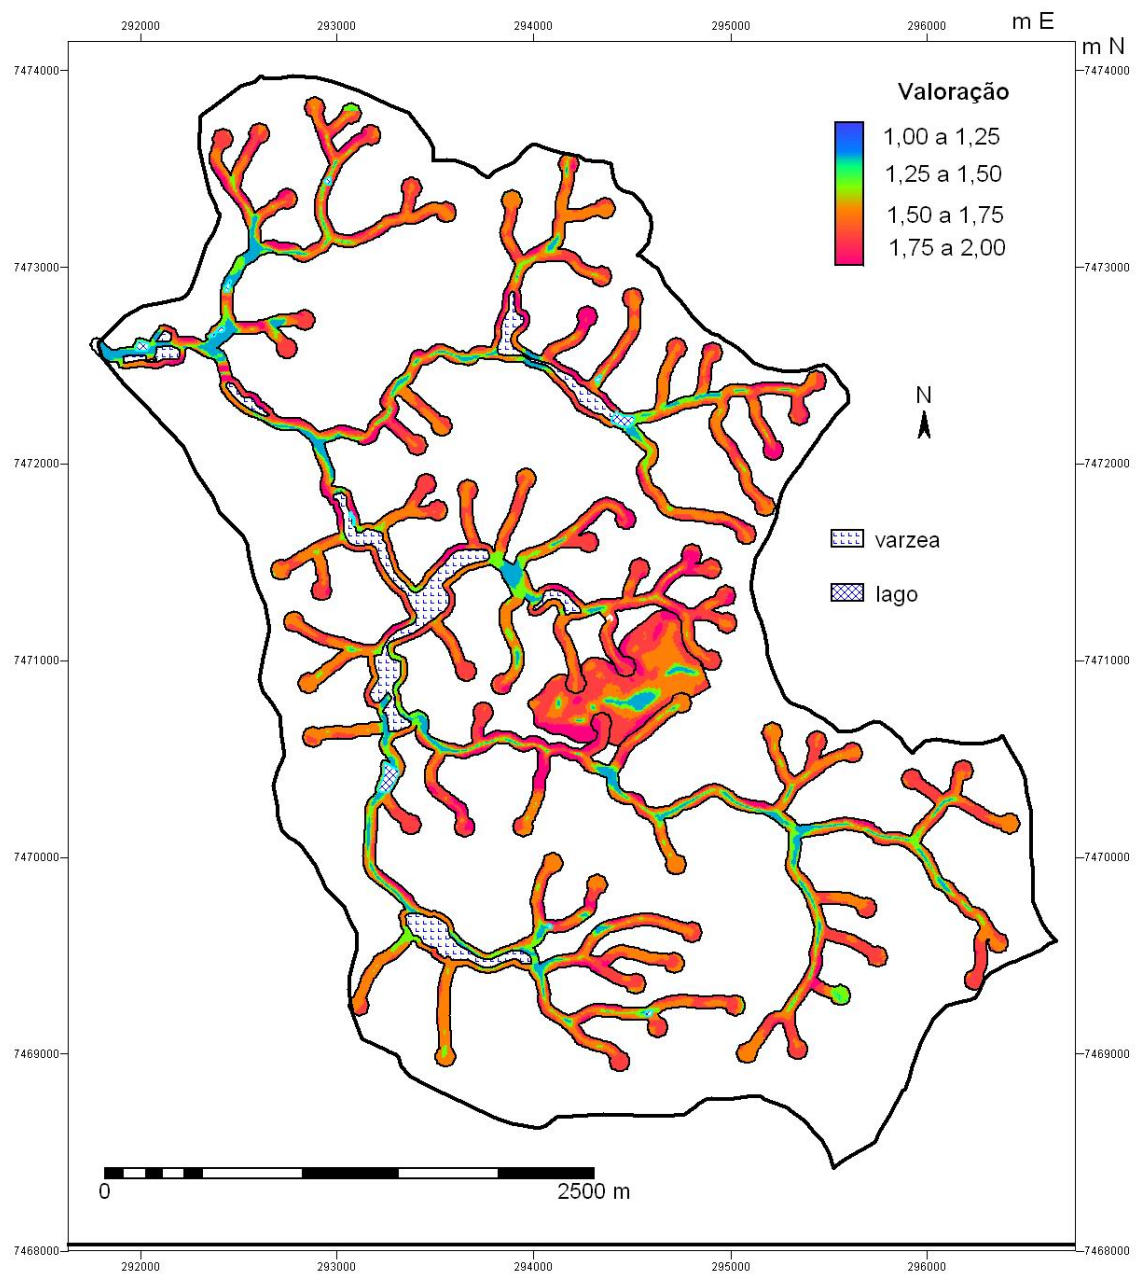 292000 293000 294000 295000 296000 m E
m N
7474000 7474000
Valoração
1,00 a 1,25
1,25 a 1,50
1,50 a 1,75
1,75 a 2,00
7473000 7473000
N
7472000 7472000
varzea
lago
7471000 7471000
7470000 7470000
7469000 7469000
0 2500 m
7468000 7468000
292000 293000 294000 295000 296000